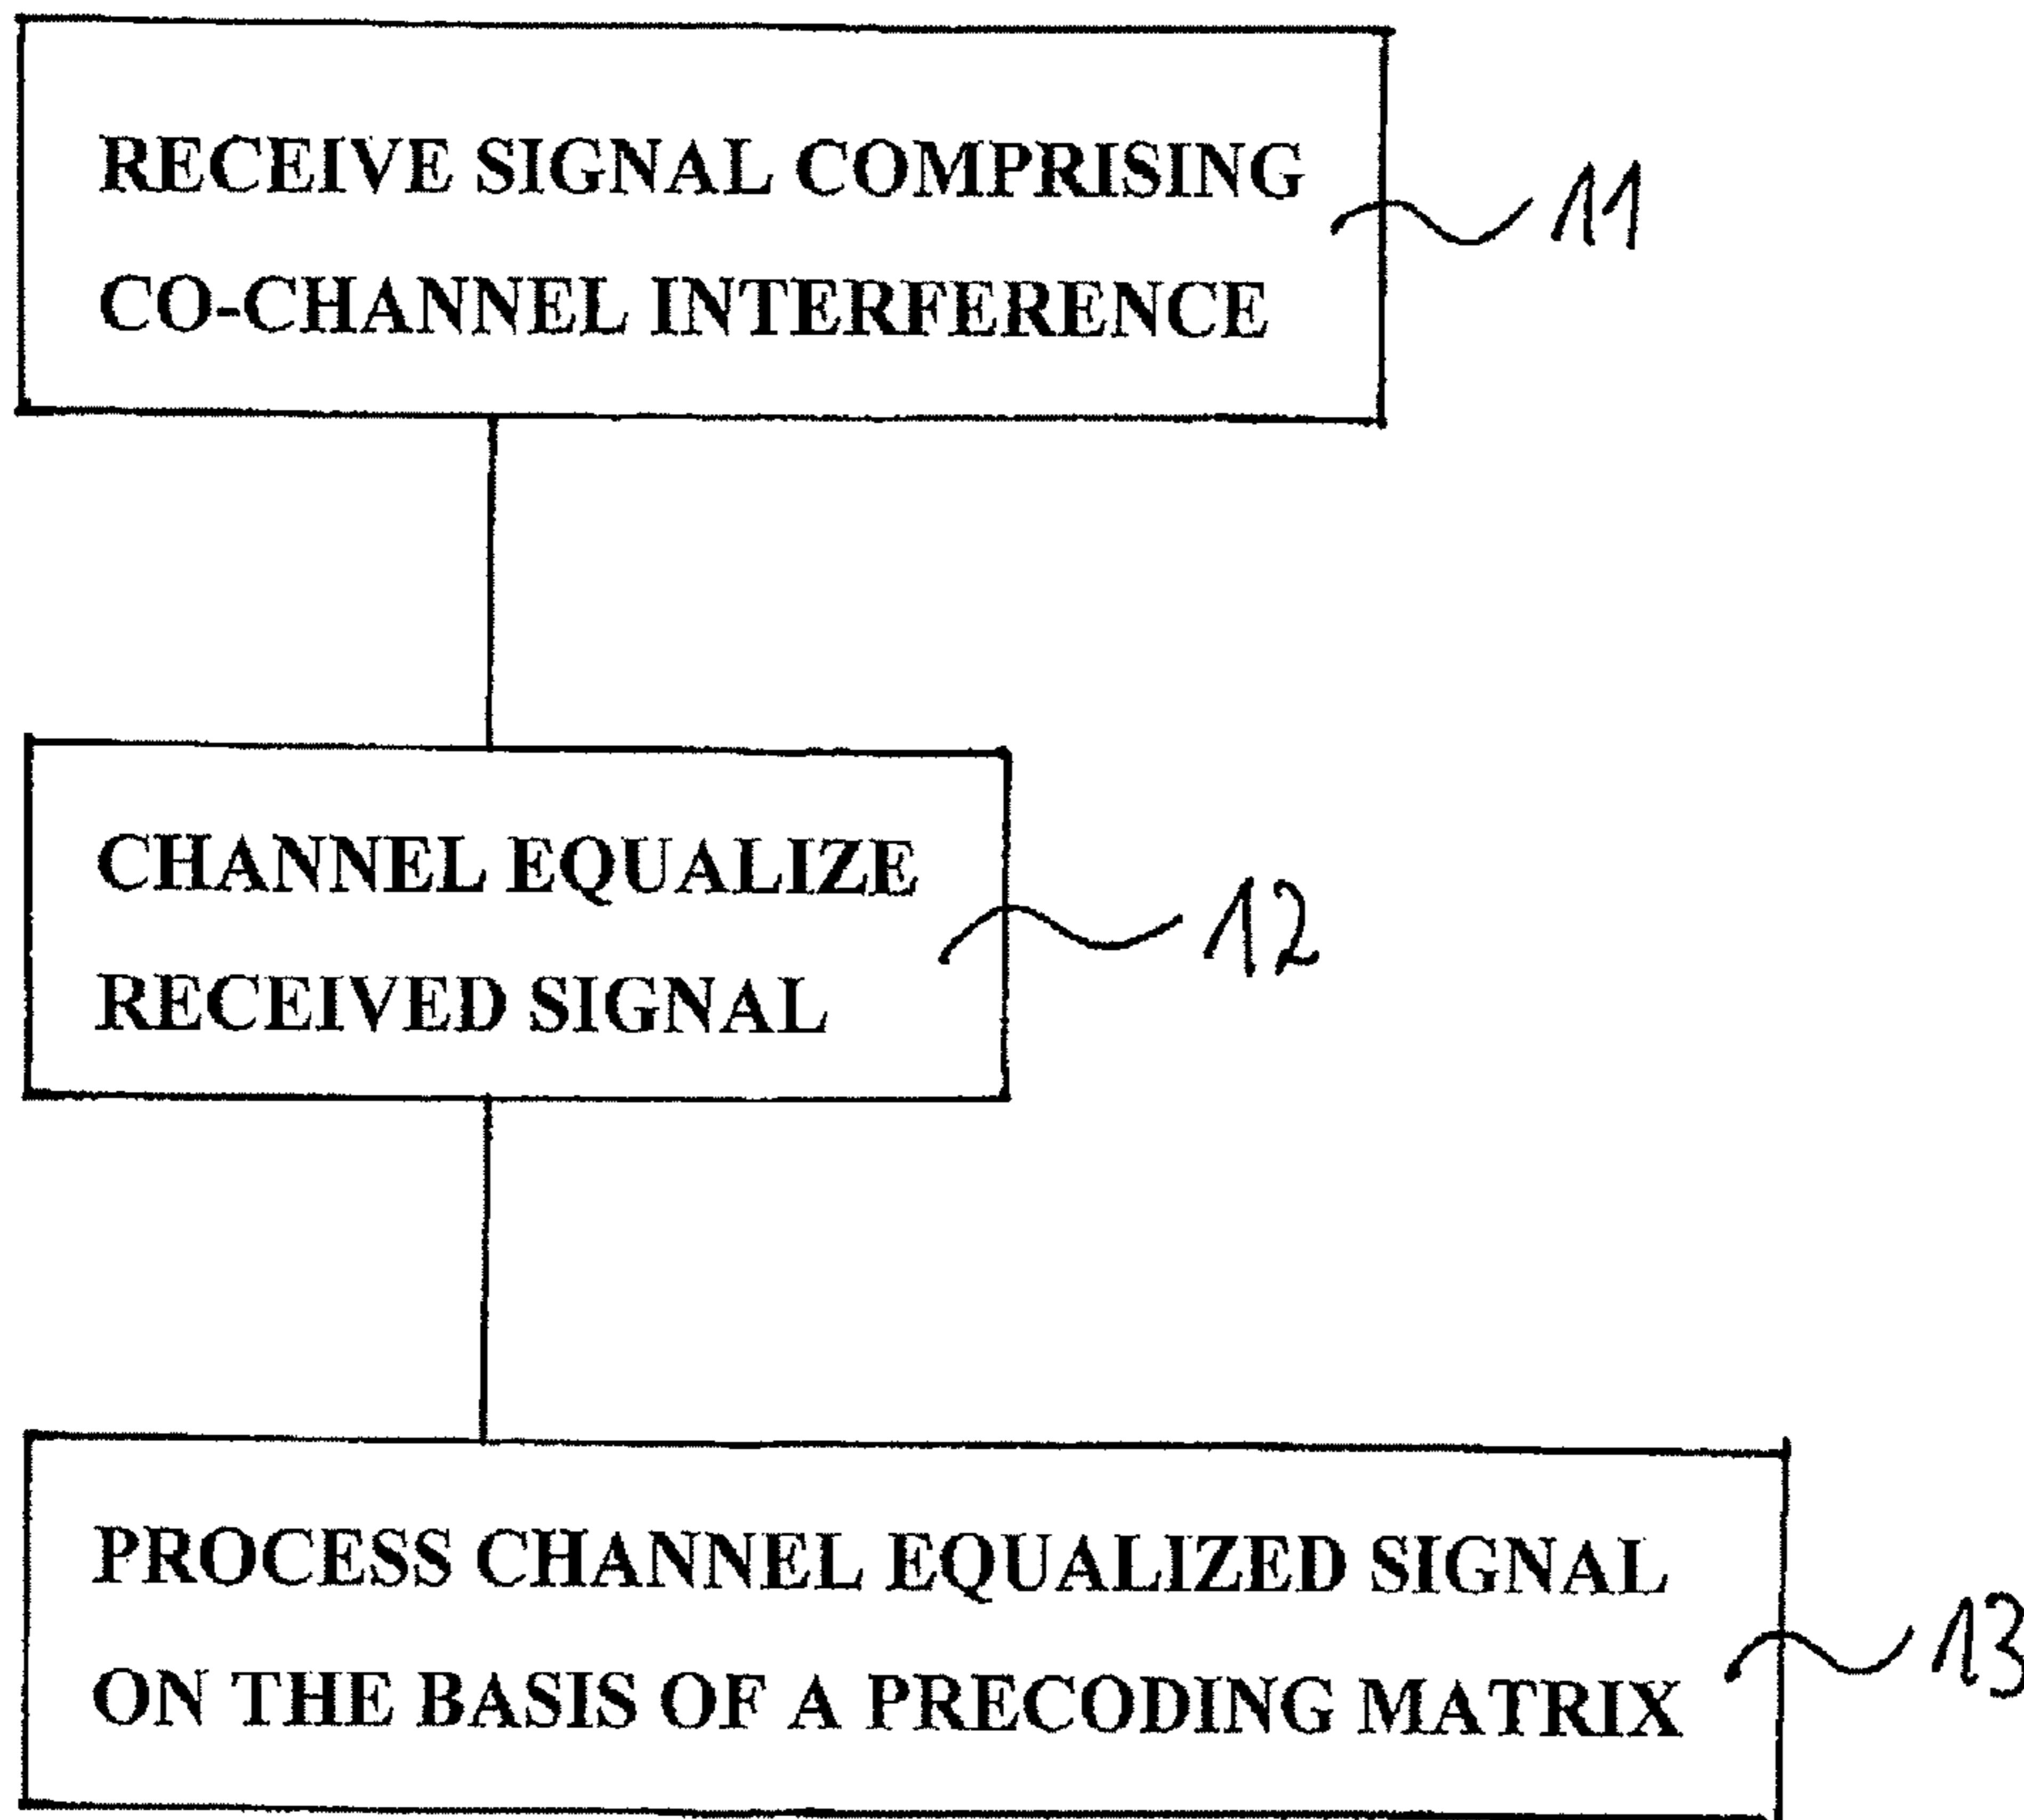 RECEIVE SIGNAL COMPRISING
CO-CHANNEL INTERFERENCE
11
CHANNEL EQUALIZE
RECEIVED SIGNAL
12
PROCESS CHANNEL EQUALIZED SIGNAL
ON THE BASIS OF A PRECODING MATRIX
13